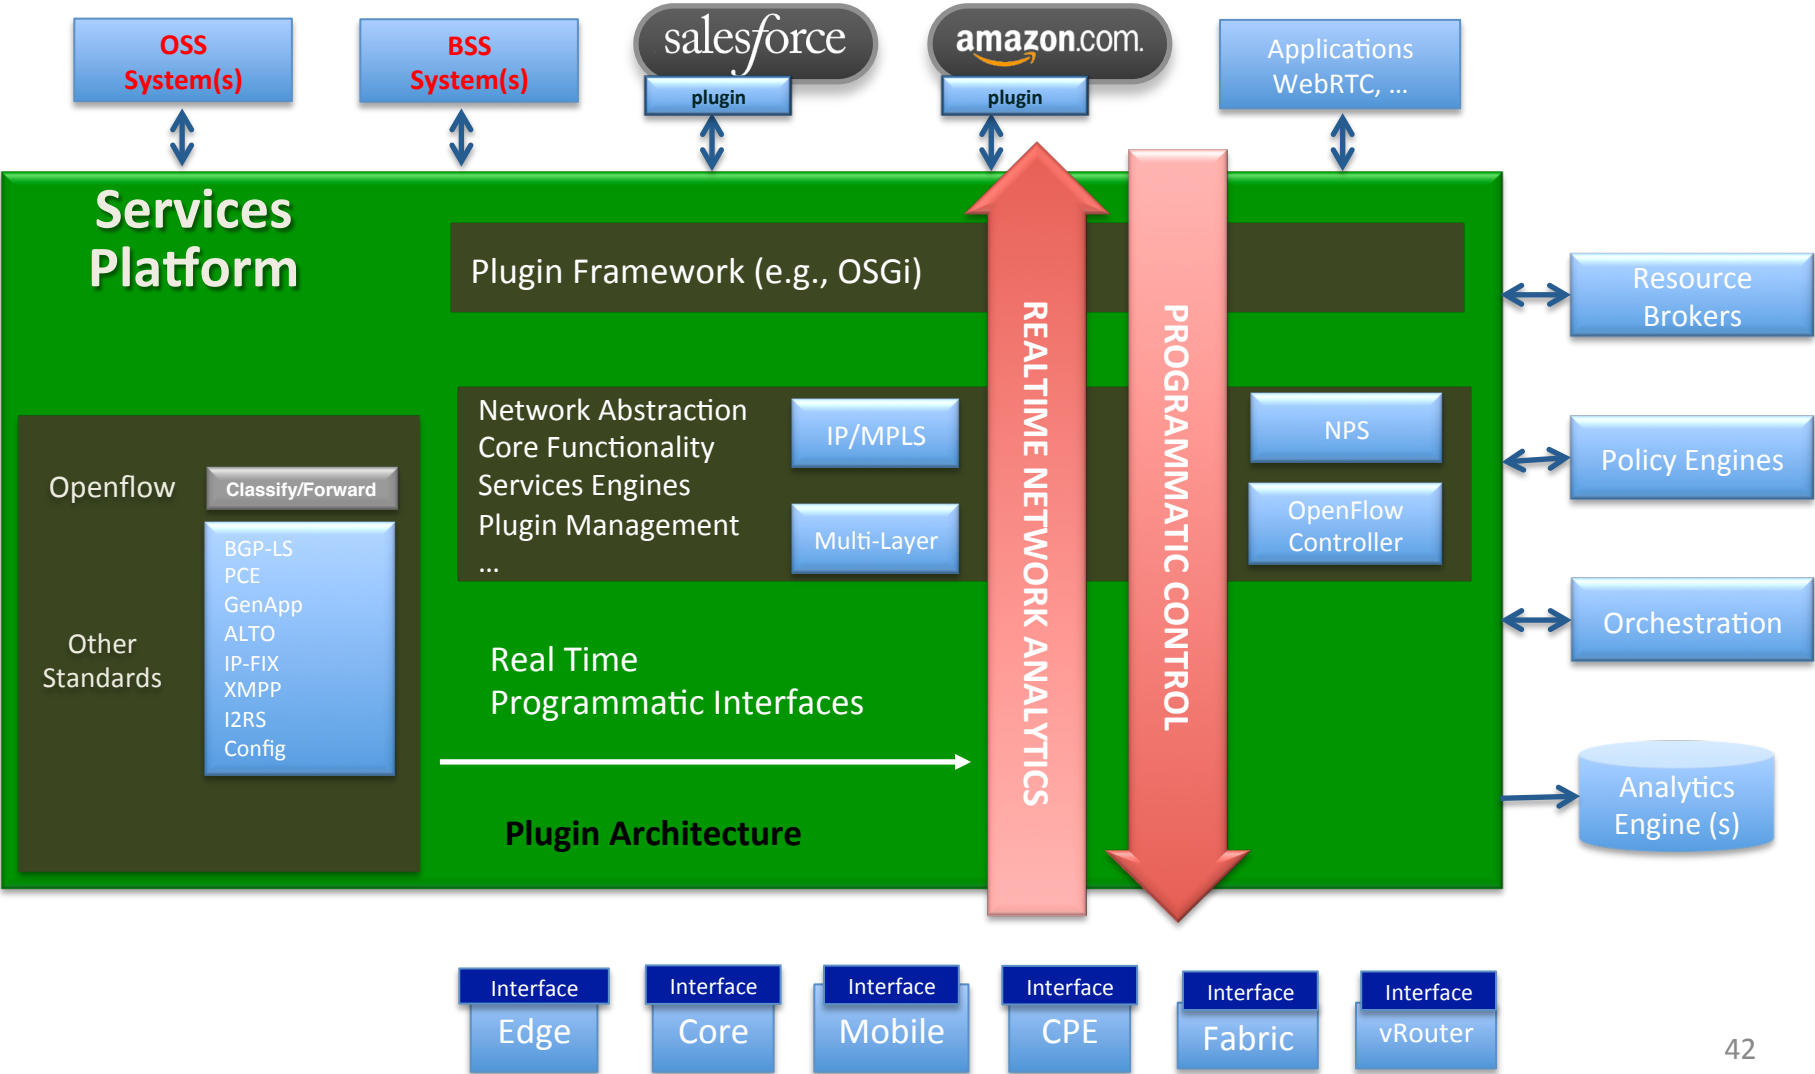 OSS
System(s)
BSS
System(s)
salesforce
plugin
amazon.com.
plugin
Applications
WebRTC, ...
Services
Platform
Plugin Framework (e.g., OSGi)
Resource
Brokers
Network Abstraction
Core Functionality
Services Engines
Plugin Management
...
IP/MPLS
Multi-Layer
NPS
OpenFlow
Controller
Policy Engines
Openflow
Classify/Forward
BGP-LS
PCE
GenApp
ALTO
IP-FIX
XMPP
I2RS
Config
Other
Standards
REALTIME NETWORK ANALYTICS
PROGRAMMATIC CONTROL
Orchestration
Real Time
Programmatic Interfaces
Plugin Architecture
Analytics
Engine (s)
Interface
Edge
Interface
Core
Interface
Mobile
Interface
CPE
Interface
Fabric
Interface
vRouter
42